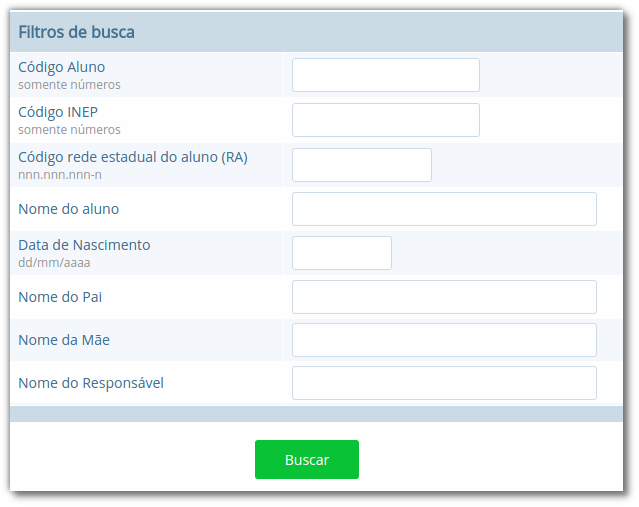 Filtros de busca
Código Aluno
somente números
Código INEP
somente números
Código rede estadual do aluno (RA)
nnn.nnn.nnn-n
Nome do aluno
Data de Nascimento
dd/mm/aaaa
Nome do Pai
Nome da Mãe
Nome do Responsável
Buscar